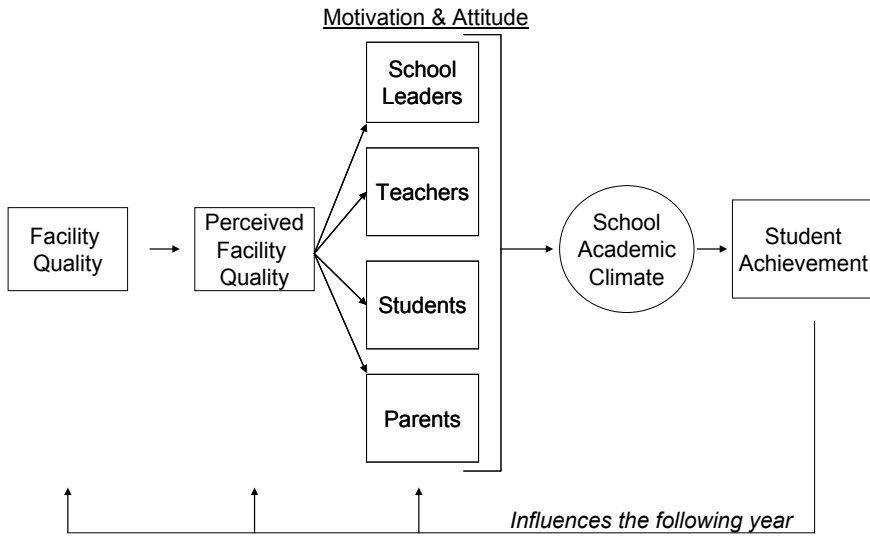 Motivation & Attitude
School
Leaders
Teachers
Students
Parents
Facility
Quality
Perceived
Facility
Quality
School
Academic
Climate
Student
Achievement
Influences the following year